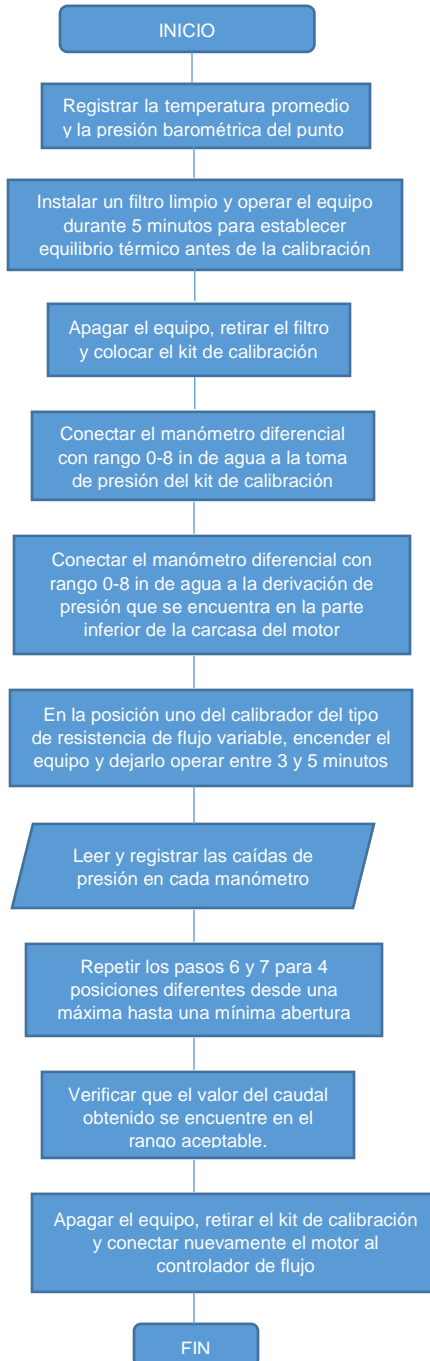 INICIO
Registrar la temperatura promedio
y la presión barométrica del punto
Instalar un filtro limpio y operar el equipo
durante 5 minutos para establecer
equilibrio térmico antes de la calibración
Apagar el equipo, retirar el filtro
y colocar el kit de calibración
Conectar el manómetro diferencial
con rango 0-8 in de agua a la toma
de presión del kit de calibración
Conectar el manómetro diferencial con
rango 0-8 in de agua a la derivación de
presión que se encuentra en la parte
inferior de la carcasa del motor
En la posición uno del calibrador del tipo
de resistencia de flujo variable, encender el
equipo y dejarlo operar entre 3 y 5 minutos
Leer y registrar las caídas de
presión en cada manómetro
Repetir los pasos 6 y 7 para 4
posiciones diferentes desde una
máxima hasta una mínima abertura
Verificar que el valor del caudal
obtenido se encuentre en el
rango aceptable.
Apagar el equipo, retirar el kit de calibración
y conectar nuevamente el motor al
controlador de flujo
FIN